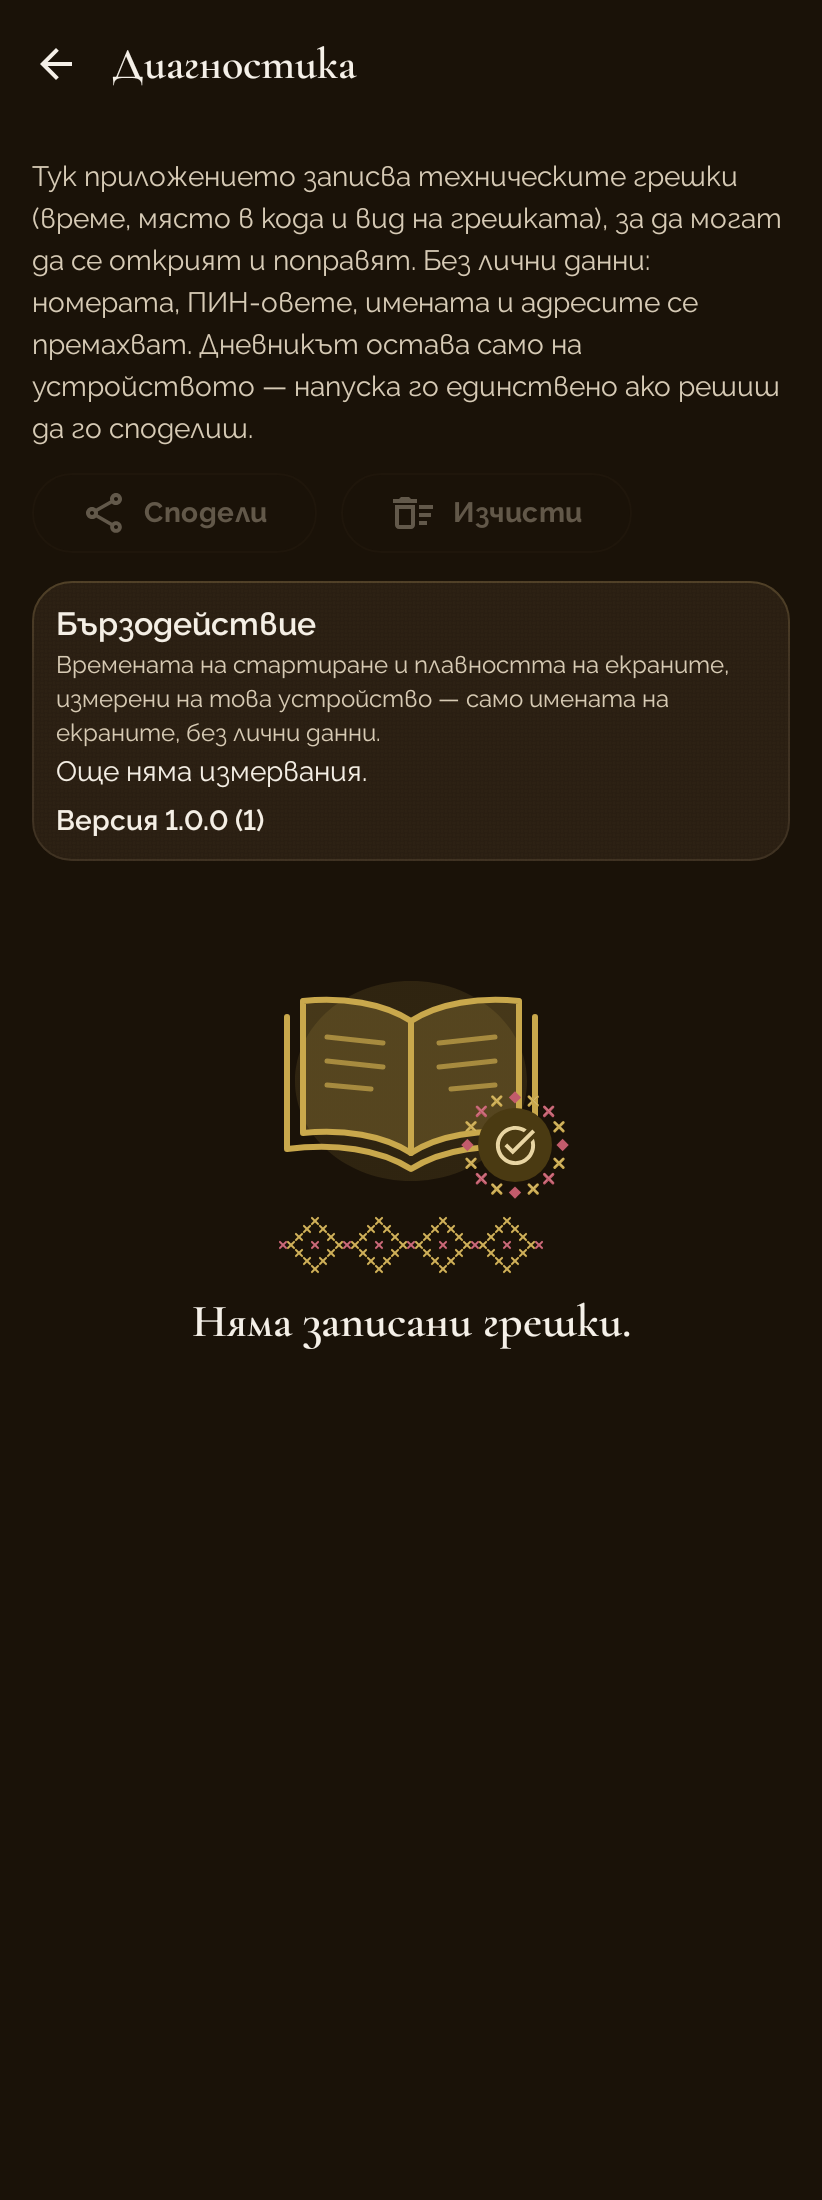 Диагностика
Тук приложението записва техническите грешки
(време, място в кода и вид на грешката), за да могат
да се открият и поправят. Без лични данни:
номерата, ПИН-овете, имената и адресите се
премахват. Дневникът остава само на
устройството — напуска го единствено ако решиш
да го споделиш.
Сподели
Изчисти
Бързодействие
Времената на стартиране и плавността на екраните,
измерени на това устройство — само имената на
екраните, без лични данни.
Още няма измервания.
Версия 1.0.0 (1)
Няма записани грешки.